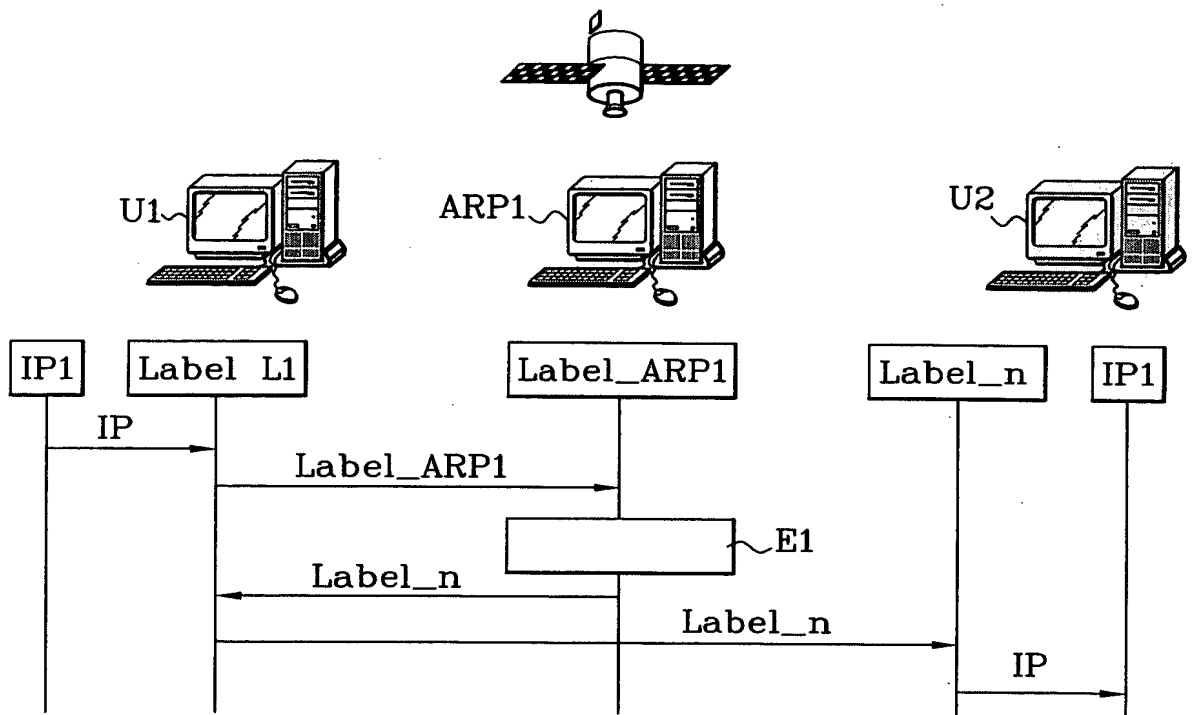 U1
ARP1
U2
IP1
Label L1
Label_ARP1
Label_n
IP1
IP
Label_ARP1
E1
Label_n
Label_n
IP